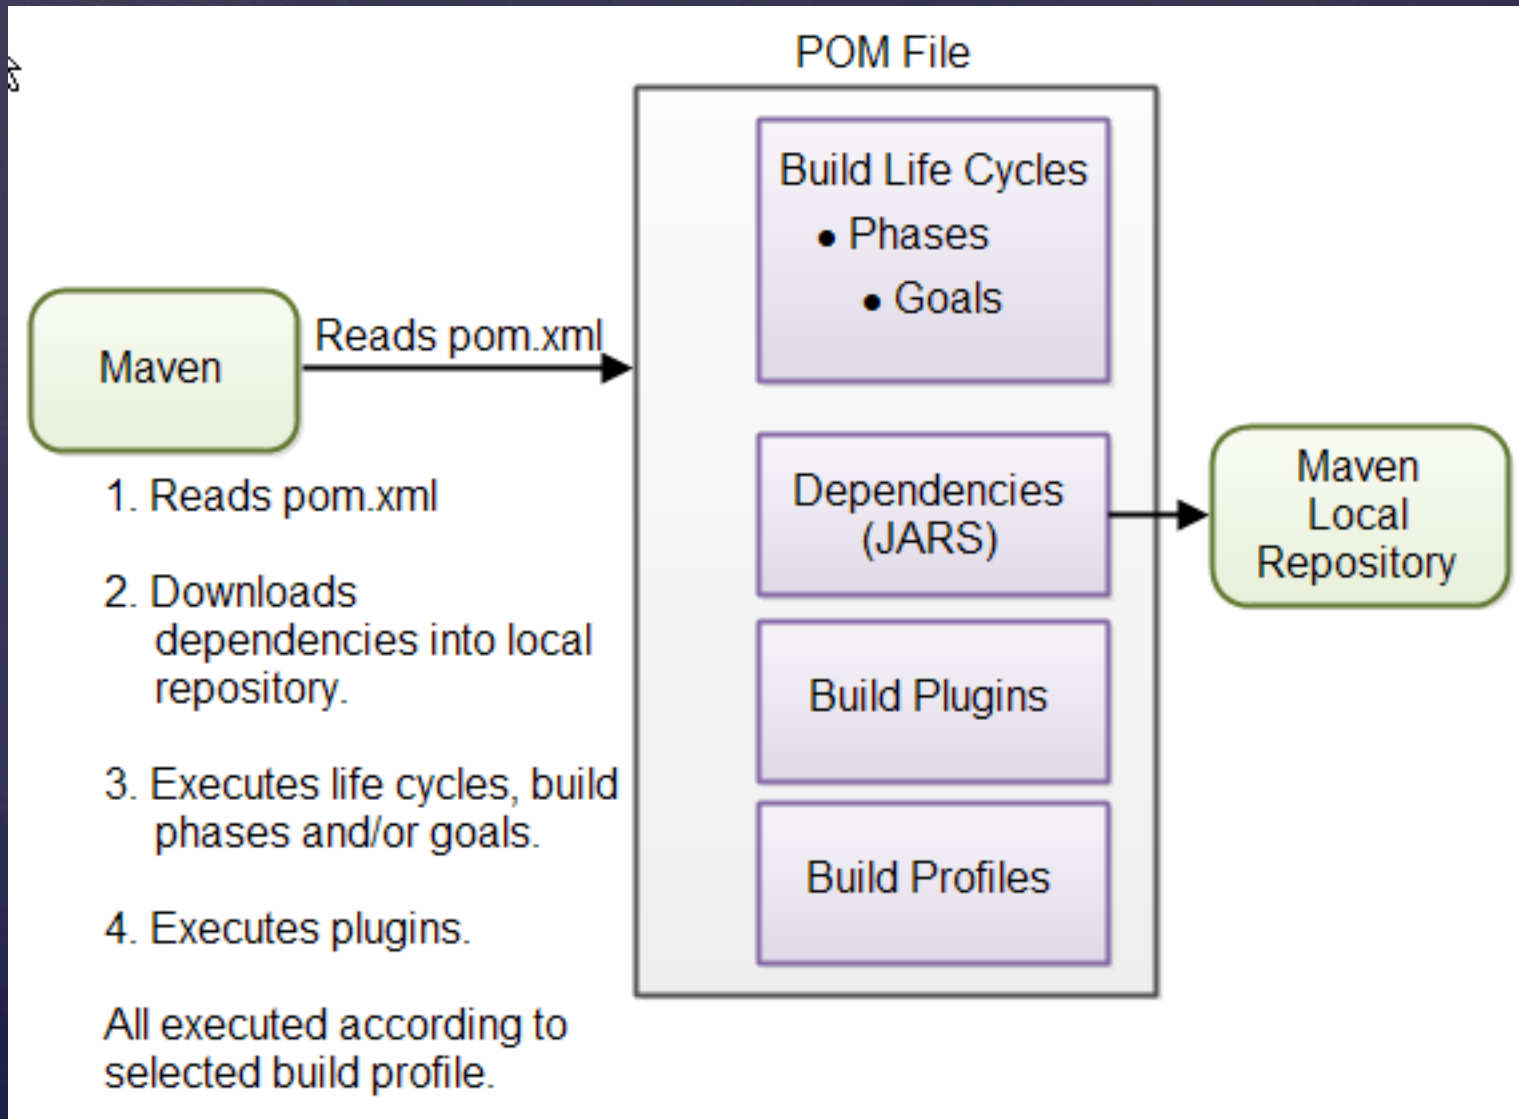 POM File
Build Life Cycles
• Phases
• Goals
Maven
Reads pom.xml
Dependencies
(JARS)
Maven
Local
Repository
Build Plugins
Build Profiles
1. Reads pom.xml
2. Downloads
dependencies into local
repository.
3. Executes life cycles, build
phases and/or goals.
4. Executes plugins.
All executed according to
selected build profile.